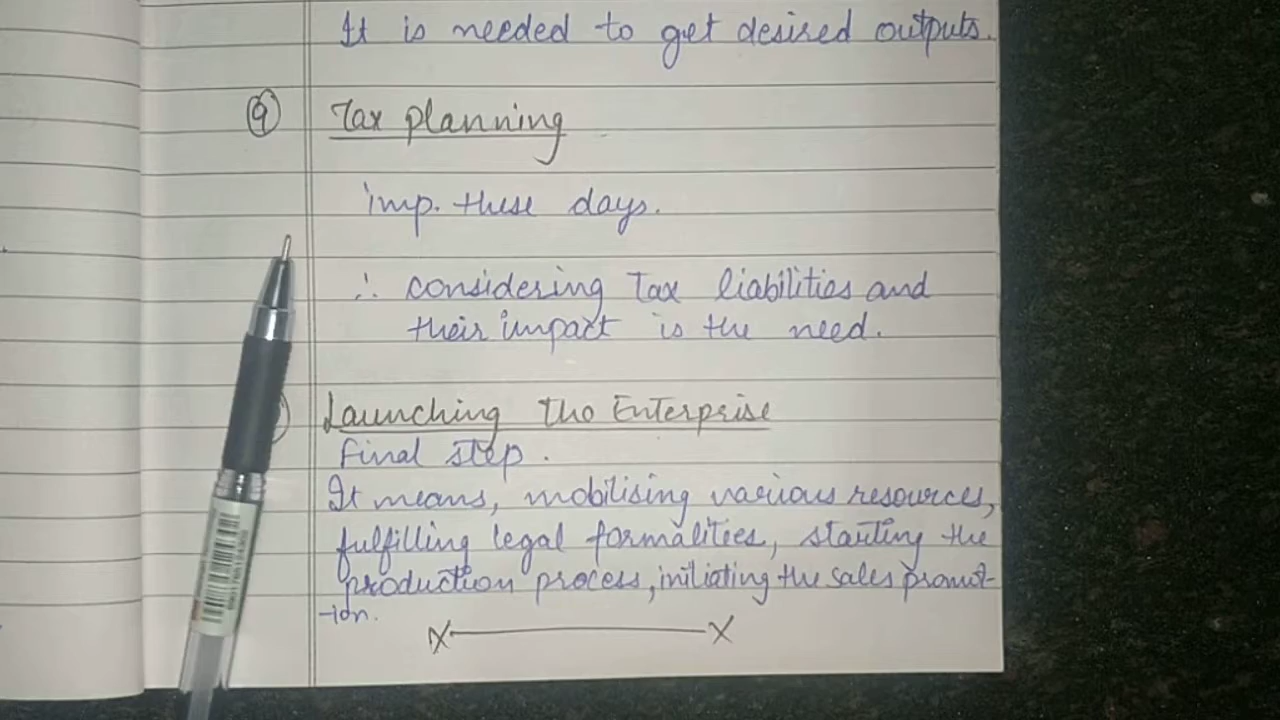 It is needed to get desired outputs.
9 Tax planning
imp. these days.
∴ considering Tax liabilities and
their impact is the need.
Launching the Enterprise
Final step.
It means, mobilising various resources,
fulfilling legal formalities, starting the
production process, initiating the sales promot-
-ion.
X————X